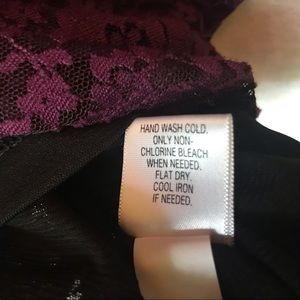 HAND WASH COLD.
ONLY NON-
CHLORINE BLEACH
WHEN NEEDED.
FLAT DRY.
COOL IRON
IF NEEDED.